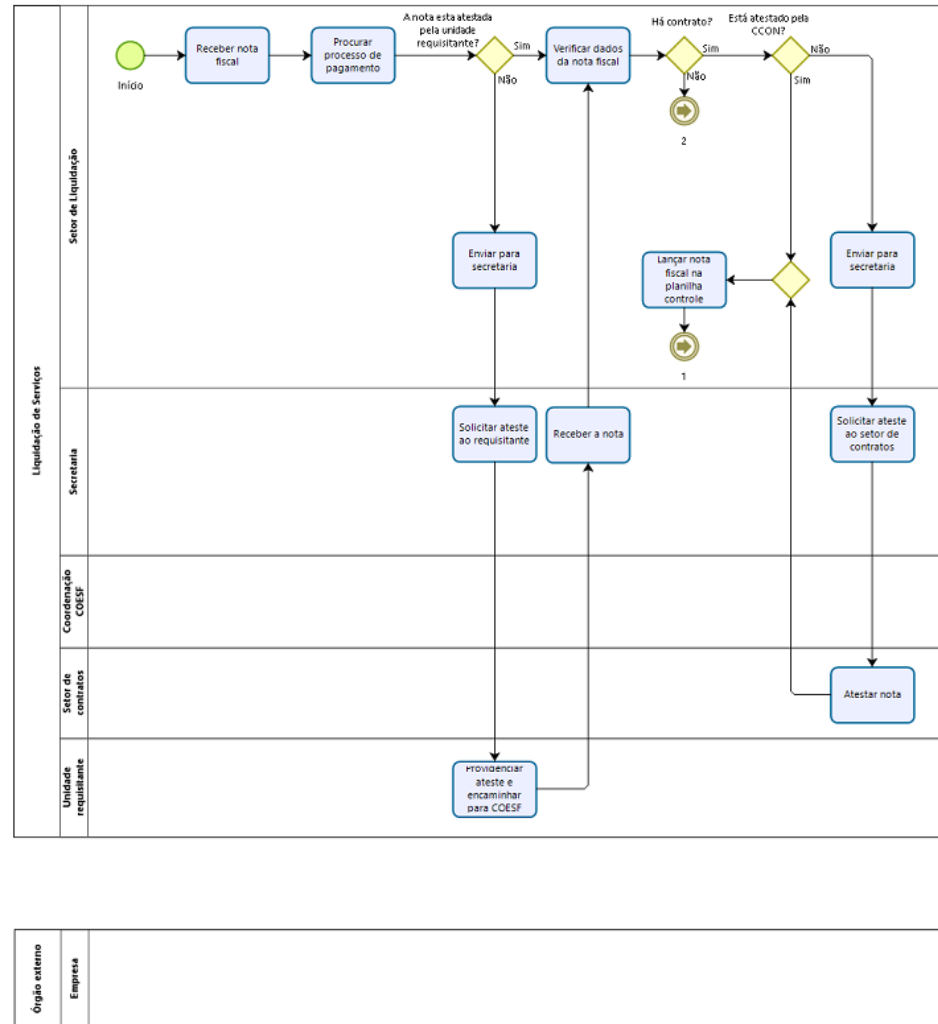 A nota esta atestada
pela unidade
requisitante?
Há contrato?
Está atestado pela
CCON?
Receber nota
fiscal
Procurar
processo de
pagamento
Sim
Verificar dados
da nota fiscal
Sim
Não
Início
Não
Não
Sim
2
Setor de Liquidação
Enviar para
secretaria
Lançar nota
fiscal na
planilha
controle
Enviar para
secretaria
1
Liquidação de Serviços
Secretaria
Solicitar ateste
ao requisitante
Receber a nota
Solicitar ateste
ao setor de
contratos
Coordenação
COESF
Setor de
contratos
Atestar nota
Unidade
requisitante
Providenciar
ateste e
encaminhar
para COESF
Órgão externo
Empresa